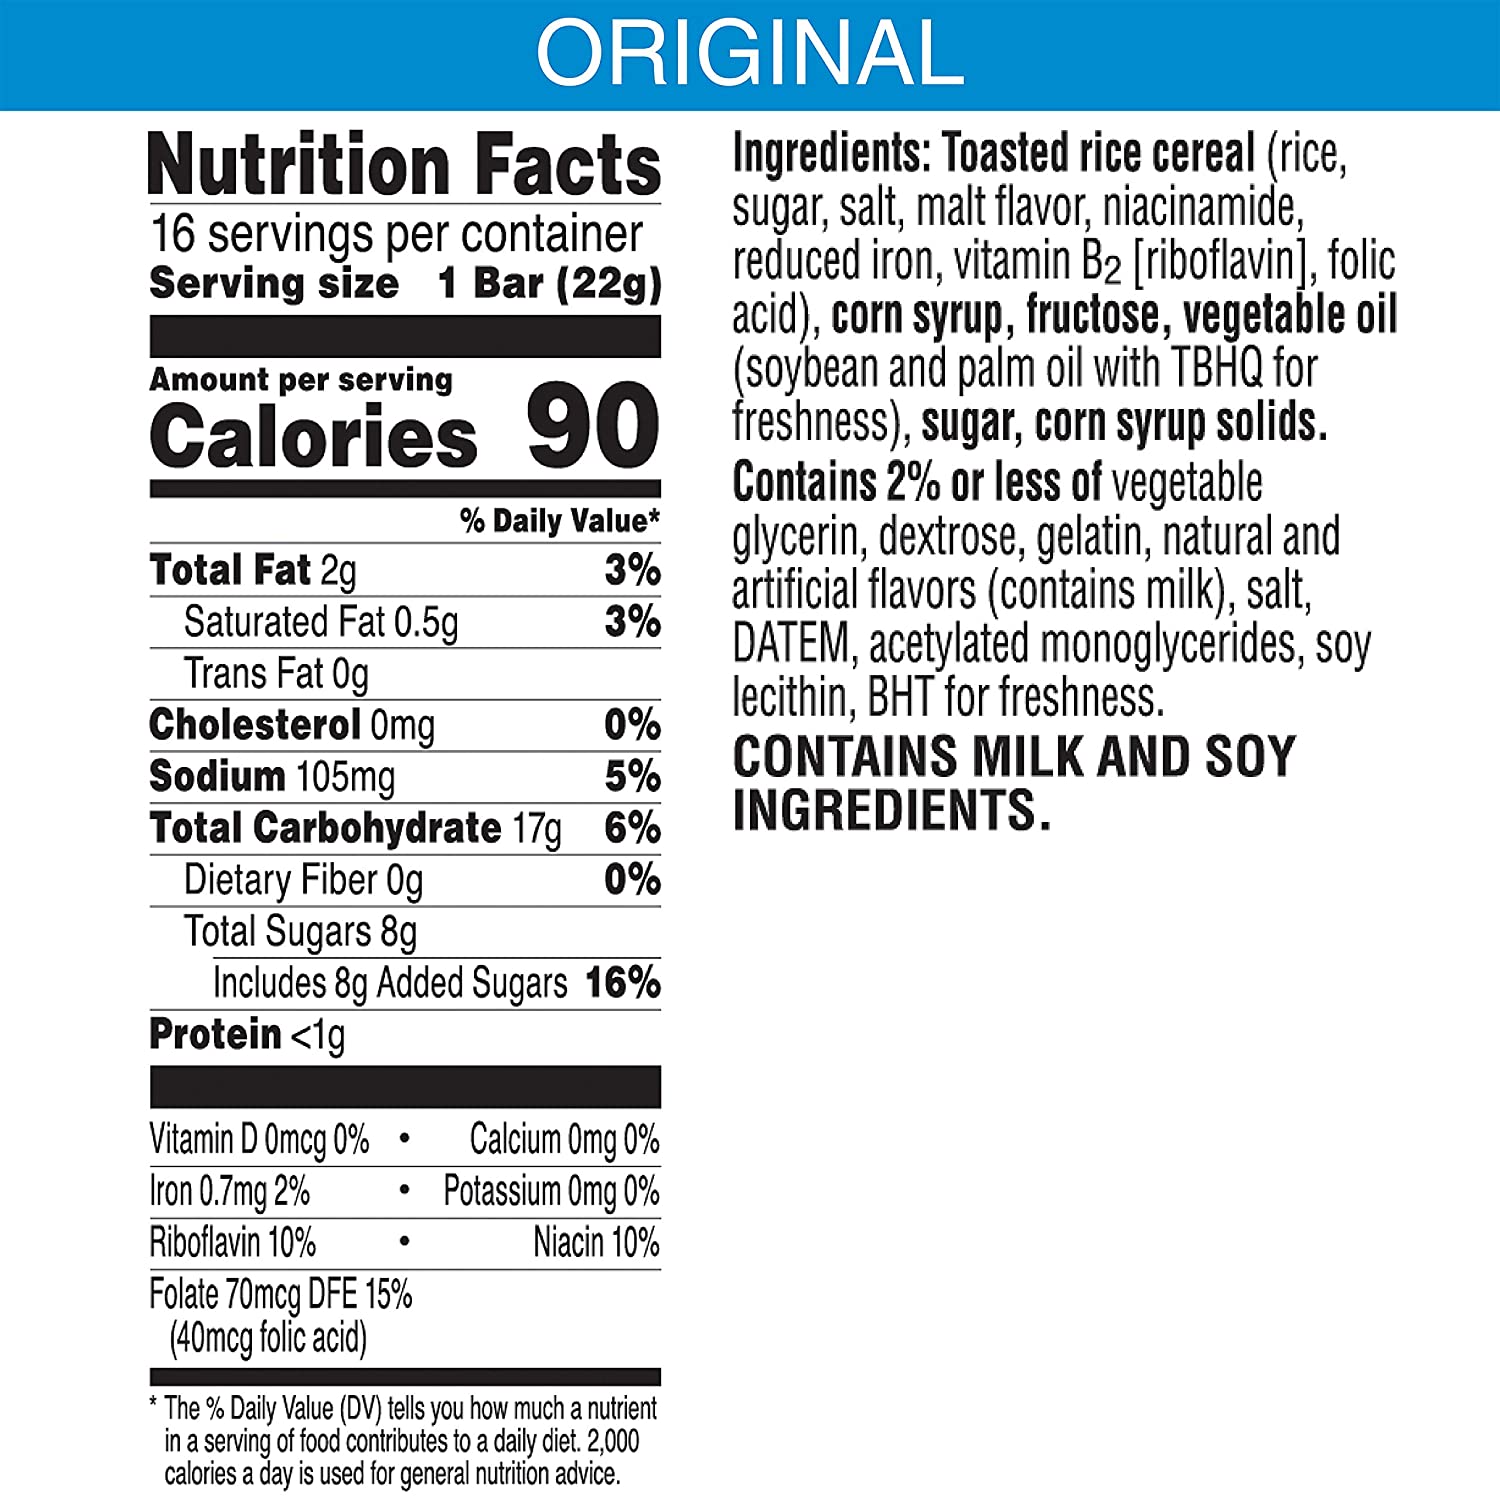 ORIGINAL
Nutrition Facts
16 servings per container
Serving size 1 Bar (22g)
Amount per serving
Calories 90
% Daily Value*
Total Fat 2g 3%
Saturated Fat 0.5g 3%
Trans Fat 0g
Cholesterol 0mg 0%
Sodium 105mg 5%
Total Carbohydrate 17g 6%
Dietary Fiber 0g 0%
Total Sugars 8g
Includes 8g Added Sugars 16%
Protein <1g
Vitamin D 0mcg 0% • Calcium 0mg 0%
Iron 0.7mg 2% • Potassium 0mg 0%
Riboflavin 10% • Niacin 10%
Folate 70mcg DFE 15%
(40mcg folic acid)
* The % Daily Value (DV) tells you how much a nutrient
in a serving of food contributes to a daily diet. 2,000
calories a day is used for general nutrition advice.
Ingredients: Toasted rice cereal (rice,
sugar, salt, malt flavor, niacinamide,
reduced iron, vitamin B2 [riboflavin], folic
acid), corn syrup, fructose, vegetable oil
(soybean and palm oil with TBHQ for
freshness), sugar, corn syrup solids.
Contains 2% or less of vegetable
glycerin, dextrose, gelatin, natural and
artificial flavors (contains milk), salt,
DATEM, acetylated monoglycerides, soy
lecithin, BHT for freshness.
CONTAINS MILK AND SOY
INGREDIENTS.